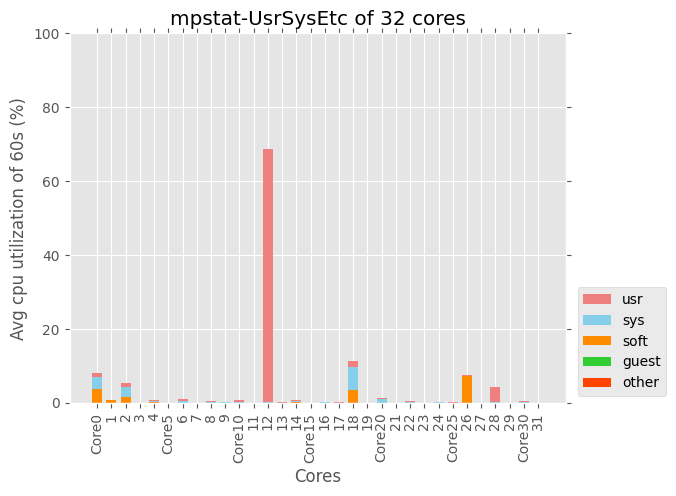 mpstat-UsrSysEtc of 32 cores
Avg cpu utilization of 60s (%)
100
80
60
40
20
0
Core0
1
2
3
4
Core5
6
7
8
9
Core10
11
12
13
14
Core15
16
17
18
19
Core20
21
22
23
24
Core25
26
27
28
29
Core30
31
Cores
usr
sys
soft
guest
other